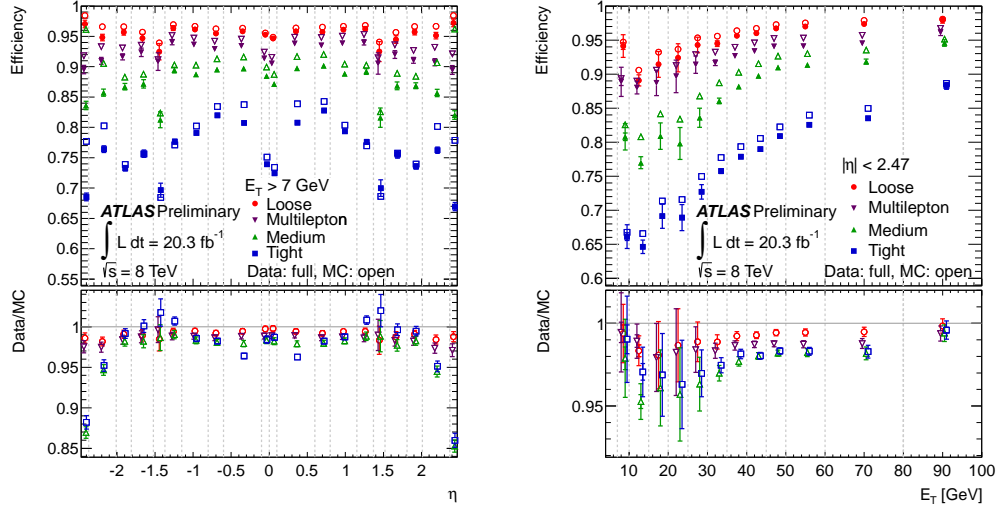 Efficiency
1
0.95
0.9
0.85
0.8
0.75
0.7
0.65
0.6
0.55
E_T > 7 GeV
ATLAS Preliminary
∫ L dt = 20.3 fb⁻¹
√s = 8 TeV
Loose
Multilepton
Medium
Tight
Data: full, MC: open
Data/MC
1
0.95
0.9
0.85
-2 -1.5 -1 -0.5 0 0.5 1 1.5 2
η
Efficiency
1
0.95
0.9
0.85
0.8
0.75
0.7
0.65
0.6
|η| < 2.47
ATLAS Preliminary
∫ L dt = 20.3 fb⁻¹
√s = 8 TeV
Loose
Multilepton
Medium
Tight
Data: full, MC: open
Data/MC
1
0.95
10 20 30 40 50 60 70 80 90 100
E_T [GeV]